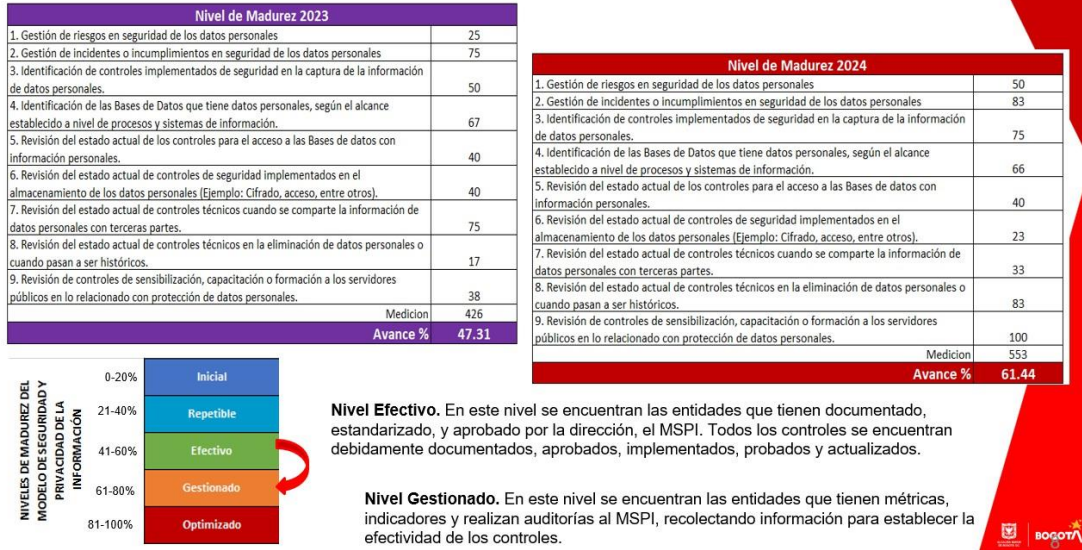 Nivel de Madurez 2023
1. Gestión de riesgos en seguridad de los datos personales 25
2. Gestión de incidentes o incumplimientos en seguridad de los datos personales 75
3. Identificación de controles implementados de seguridad en la captura de la información
de datos personales. 50
4. Identificación de las Bases de Datos que tiene datos personales, según el alcance
establecido a nivel de procesos y sistemas de información. 67
5. Revisión del estado actual de los controles para el acceso a las Bases de datos con
información personales. 40
6. Revisión del estado actual de controles de seguridad implementados en el
almacenamiento de los datos personales (Ejemplo: Cifrado, acceso, entre otros). 40
7. Revisión del estado actual de controles técnicos cuando se comparte la información de
datos personales con terceras partes. 75
8. Revisión del estado actual de controles técnicos en la eliminación de datos personales o
cuando pasan a ser históricos. 17
9. Revisión de controles de sensibilización, capacitación o formación a los servidores
públicos en lo relacionado con protección de datos personales. 38
Medicion 426
Avance % 47.31
Nivel de Madurez 2024
1. Gestión de riesgos en seguridad de los datos personales 50
2. Gestión de incidentes o incumplimientos en seguridad de los datos personales 83
3. Identificación de controles implementados de seguridad en la captura de la información
de datos personales. 75
4. Identificación de las Bases de Datos que tiene datos personales, según el alcance
establecido a nivel de procesos y sistemas de información. 66
5. Revisión del estado actual de los controles para el acceso a las Bases de datos con
información personales. 40
6. Revisión del estado actual de controles de seguridad implementados en el
almacenamiento de los datos personales (Ejemplo: Cifrado, acceso, entre otros). 23
7. Revisión del estado actual de controles técnicos cuando se comparte la información de
datos personales con terceras partes. 33
8. Revisión del estado actual de controles técnicos en la eliminación de datos personales o
cuando pasan a ser históricos. 83
9. Revisión de controles de sensibilización, capacitación o formación a los servidores
públicos en lo relacionado con protección de datos personales. 100
Medicion 553
Avance % 61.44
NIVELES DE MADUREZ DEL
MODELO DE SEGURIDAD Y
PRIVACIDAD DE LA
INFORMACIÓN
0-20% Inicial
21-40% Repetible
41-60% Efectivo
61-80% Gestionado
81-100% Optimizado
Nivel Efectivo. En este nivel se encuentran las entidades que tienen documentado,
estandarizado, y aprobado por la dirección, el MSPI. Todos los controles se encuentran
debidamente documentados, aprobados, implementados, probados y actualizados.
Nivel Gestionado. En este nivel se encuentran las entidades que tienen métricas,
indicadores y realizan auditorías al MSPI, recolectando información para establecer la
efectividad de los controles.
BOGOTÁ
8